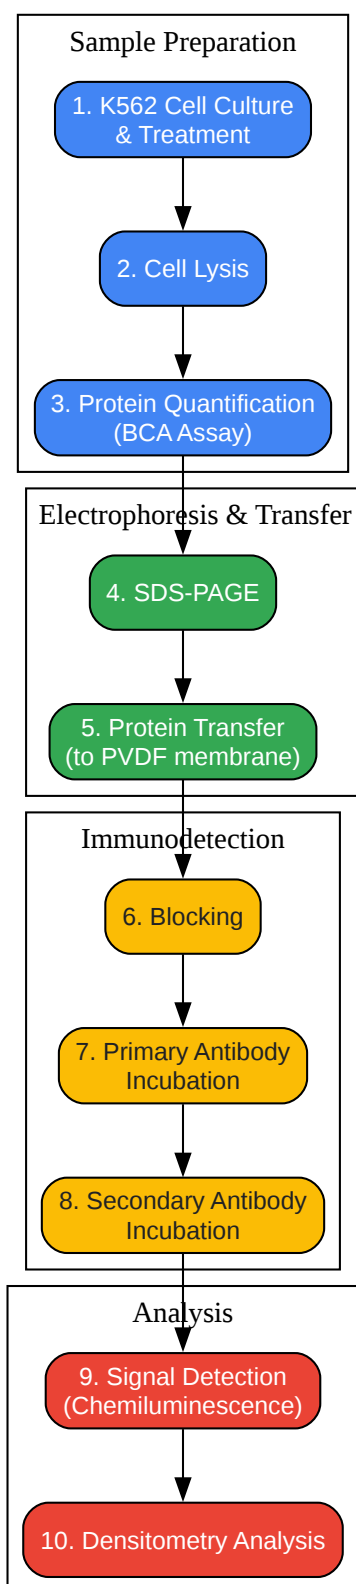 Sample Preparation
1. K562 Cell Culture
& Treatment
2. Cell Lysis
3. Protein Quantification
(BCA Assay)
Electrophoresis & Transfer
4. SDS-PAGE
5. Protein Transfer
(to PVDF membrane)
Immunodetection
6. Blocking
7. Primary Antibody
Incubation
8. Secondary Antibody
Incubation
Analysis
9. Signal Detection
(Chemiluminescence)
10. Densitometry Analysis